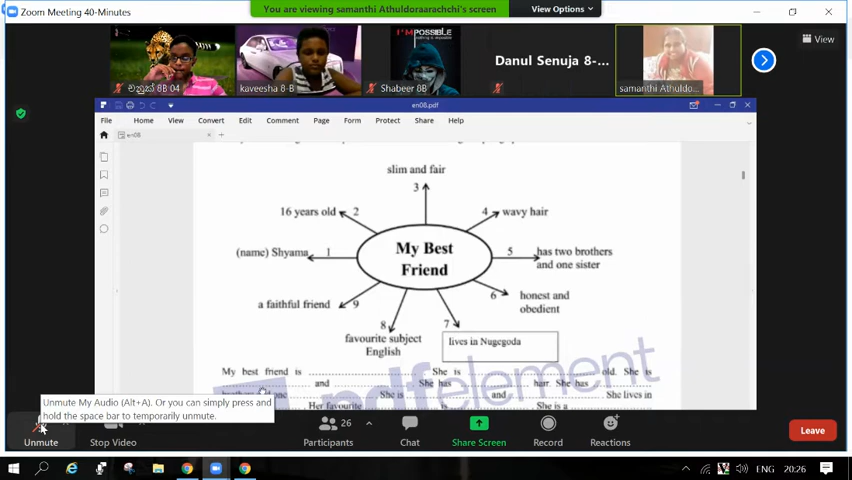 Zoom Meeting 40-Minutes
You are viewing samanthi Athuldoraarachchi's screen
View Options
චනුක් 8B 04
kaveesha 8-B
I'MPOSSIBLE
Shabeer 8B
Danul Senuja 8-...
samanthi Athuldo...
View
en08.pdf
File Home View Convert Edit Comment Page Form Protect Share Help
en08
slim and fair
3
16 years old 2
4 wavy hair
(name) Shyama 1
My Best
Friend
5 has two brothers
and one sister
6 honest and
obedient
a faithful friend 9
8
favourite subject
English
7
lives in Nugegoda
My best friend is ........................ She is ........................ old. She is
........................ and ........................ She has ........................ hair. She has
one ........................ She is ........................ and ........................ She lives in
Her favourite ........................ is ........................ She is a
pdfelement
Unmute My Audio (Alt+A). Or you can simply press and
hold the space bar to temporarily unmute.
Unmute
Stop Video
Participants
26
Chat
Share Screen
Record
Reactions
Leave
ENG 20:26